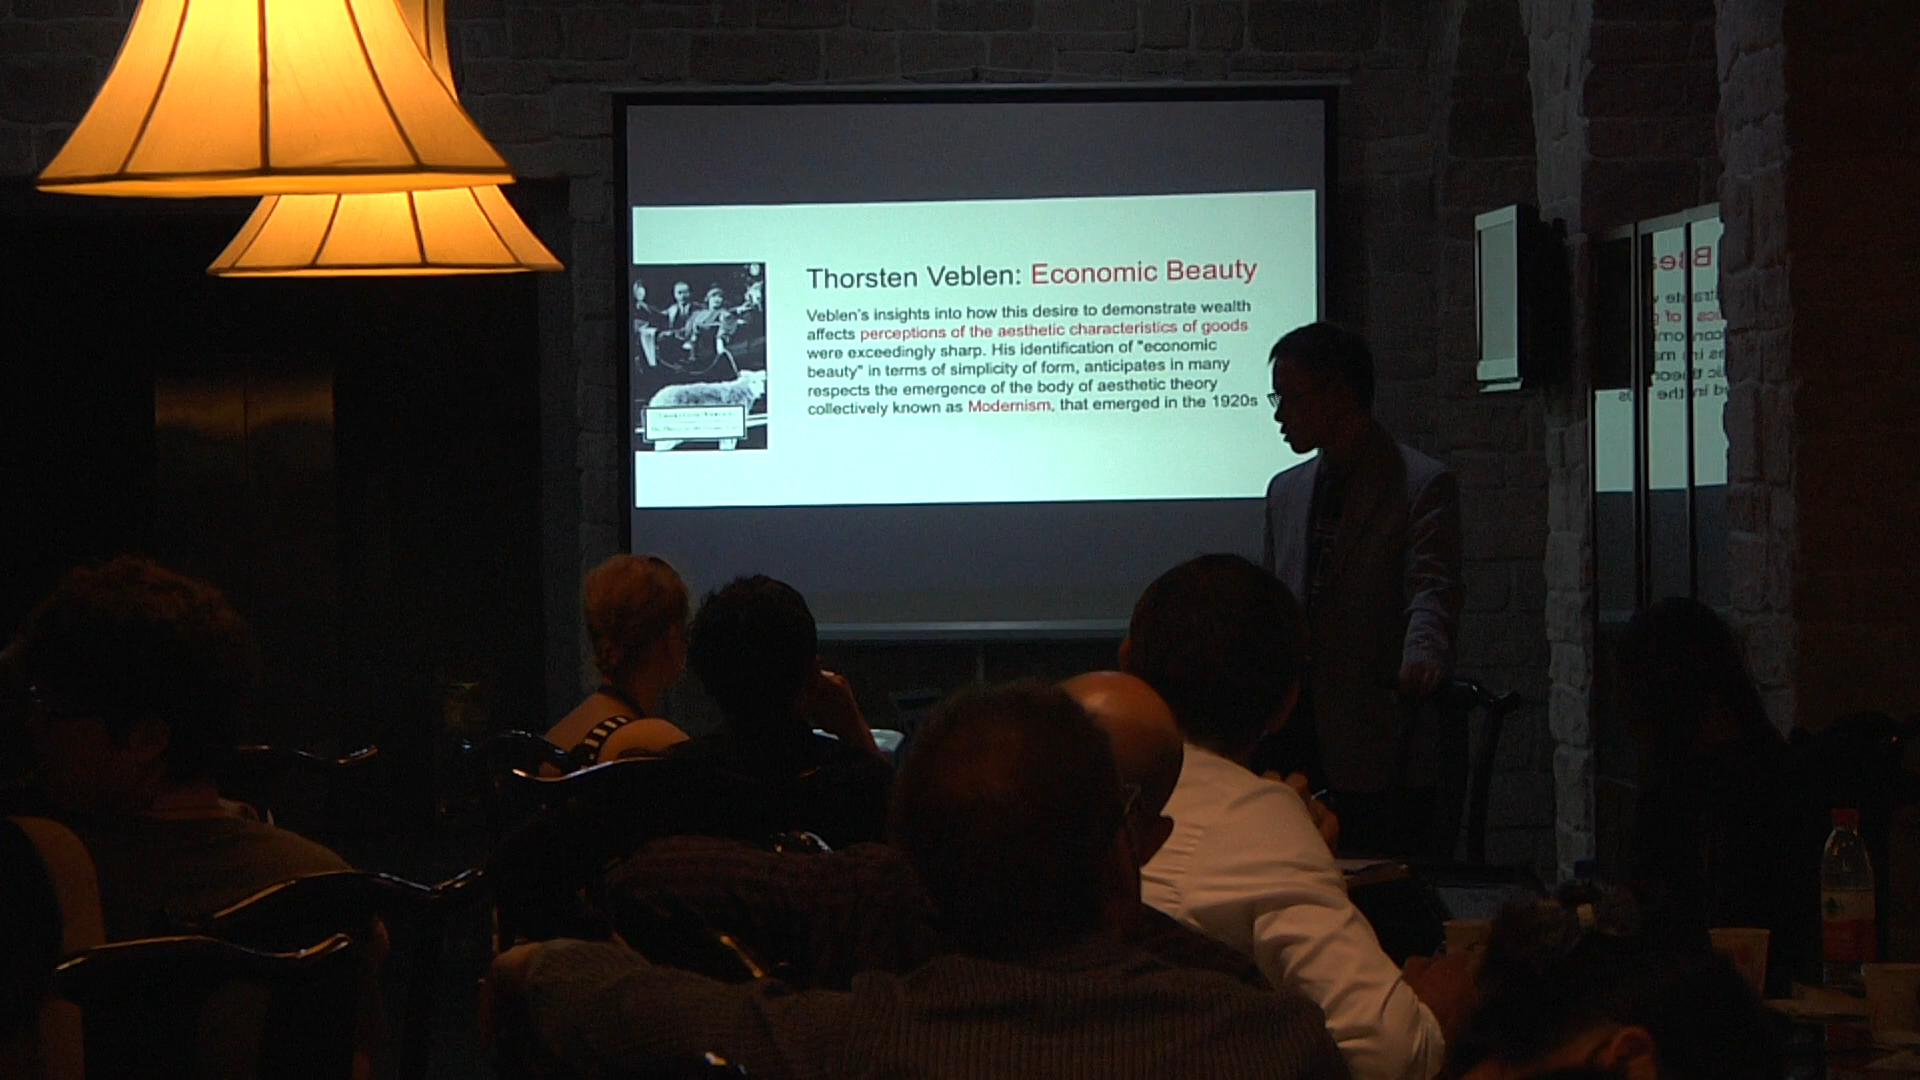 Thorsten Veblen: Economic Beauty
Veblen's insights into how this desire to demonstrate wealth
affects perceptions of the aesthetic characteristics of goods
were exceedingly sharp. His identification of "economic
beauty" in terms of simplicity of form, anticipates in many
respects the emergence of the body of aesthetic theory
collectively known as Modernism, that emerged in the 1920s